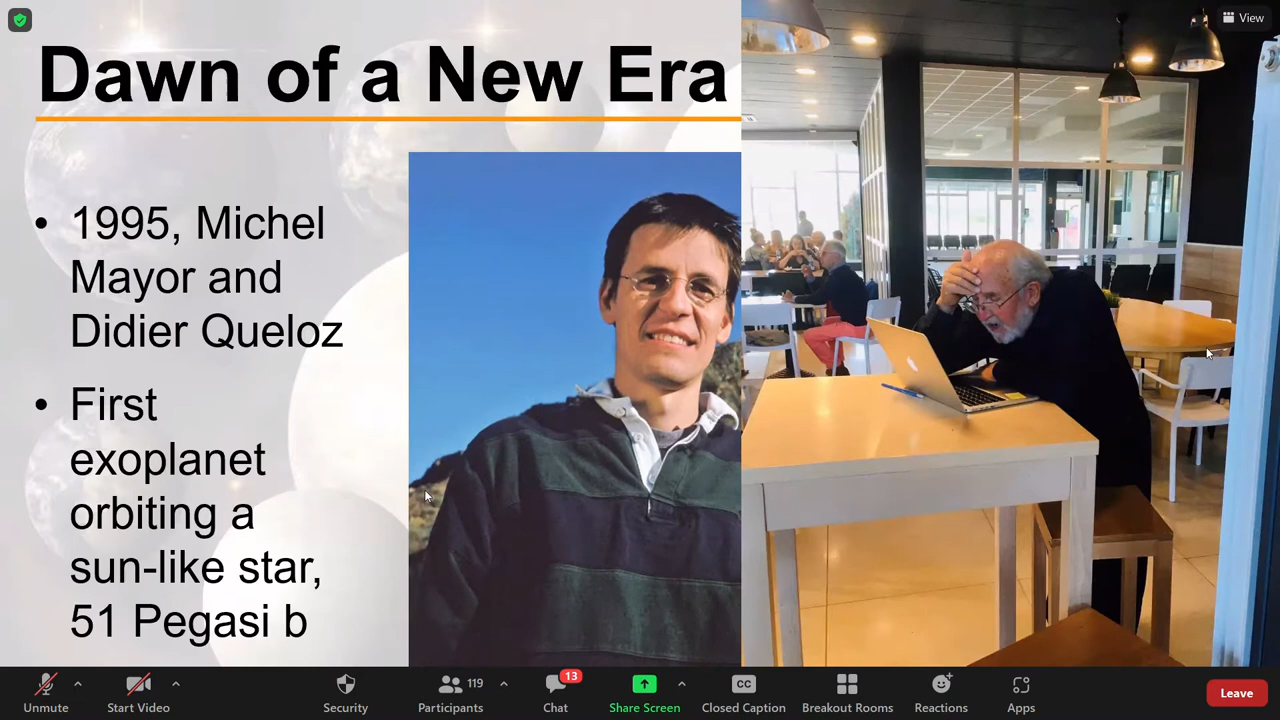 View
Dawn of a New Era
• 1995, Michel
Mayor and
Didier Queloz
• First
exoplanet
orbiting a
sun-like star,
51 Pegasi b
Unmute
Start Video
Security
119
Participants
13
Chat
Share Screen
CC
Closed Caption
Breakout Rooms
Reactions
Apps
Leave